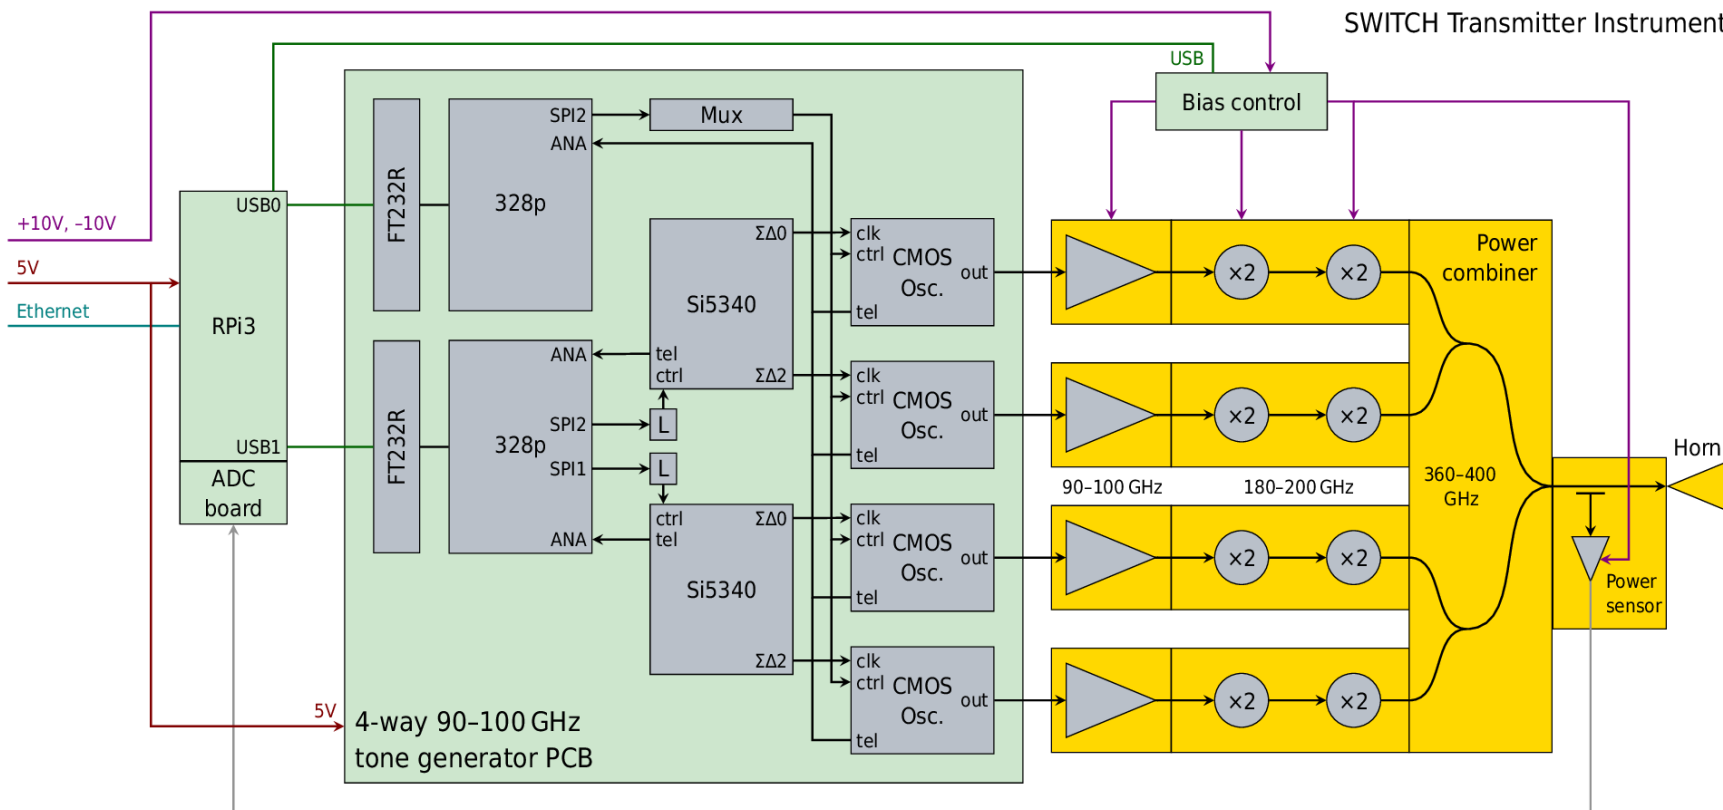 SWITCH Transmitter Instrument
USB
Bias control
SPI2
Mux
ANA
FT232R
328p
USB0
+10V, –10V
5V
Ethernet
RPi3
USB1
ADC
board
ΣΔ0
Si5340
tel
ctrl
ΣΔ2
ANA
SPI2
L
328p
SPI1
L
FT232R
ctrl
tel
ANA
ΣΔ0
Si5340
ΣΔ2
clk
ctrl
CMOS
Osc.
out
tel
clk
ctrl
CMOS
Osc.
out
tel
clk
ctrl
CMOS
Osc.
out
tel
clk
ctrl
CMOS
Osc.
out
tel
×2
×2
Power
combiner
×2
×2
90–100 GHz
180–200 GHz
360–400
GHz
×2
×2
×2
×2
Horn
Power
sensor
5V
4-way 90–100 GHz
tone generator PCB